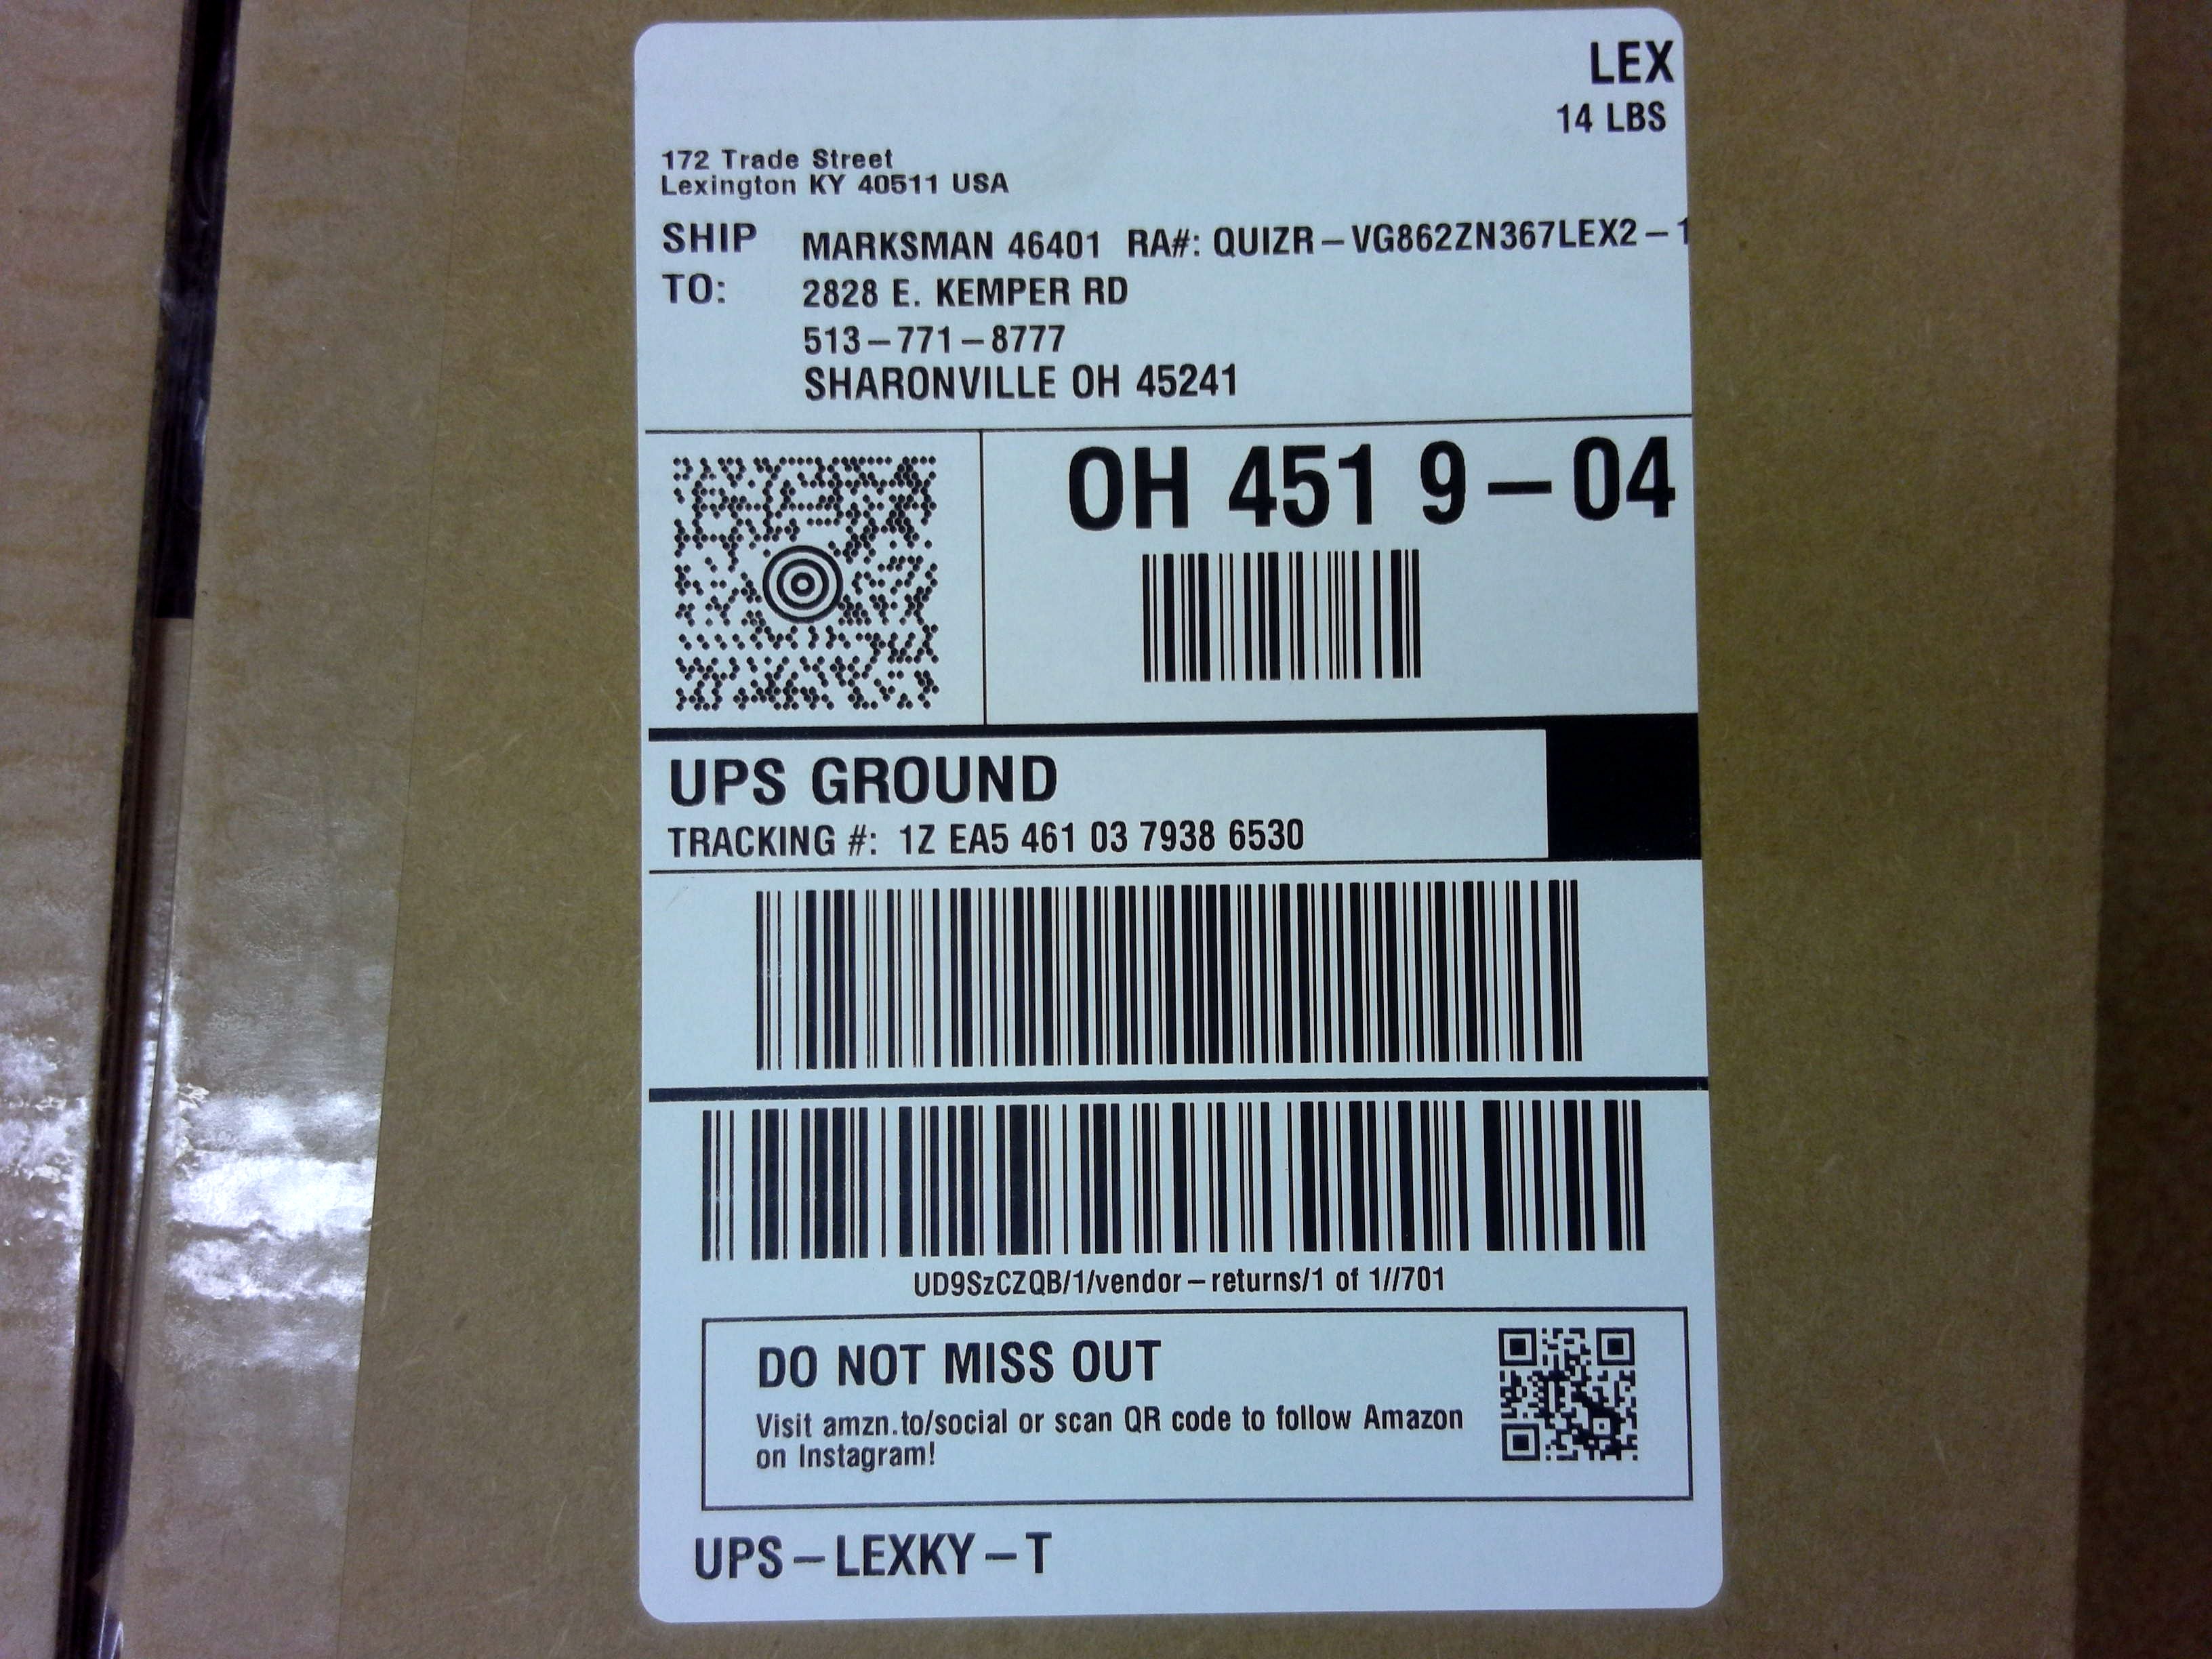 LEX
14 LBS
172 Trade Street
Lexington KY 40511 USA
SHIP TO:
MARKSMAN 46401 RA#: QUIZR-VG862ZN367LEX2-1
2828 E. KEMPER RD
513-771-8777
SHARONVILLE OH 45241
OH 451 9-04
UPS GROUND
TRACKING #: 1Z EA5 461 03 7938 6530
UD9SzCZQB/1/vendor-returns/1 of 1//701
DO NOT MISS OUT
Visit amzn.to/social or scan QR code to follow Amazon
on Instagram!
UPS-LEXKY-T